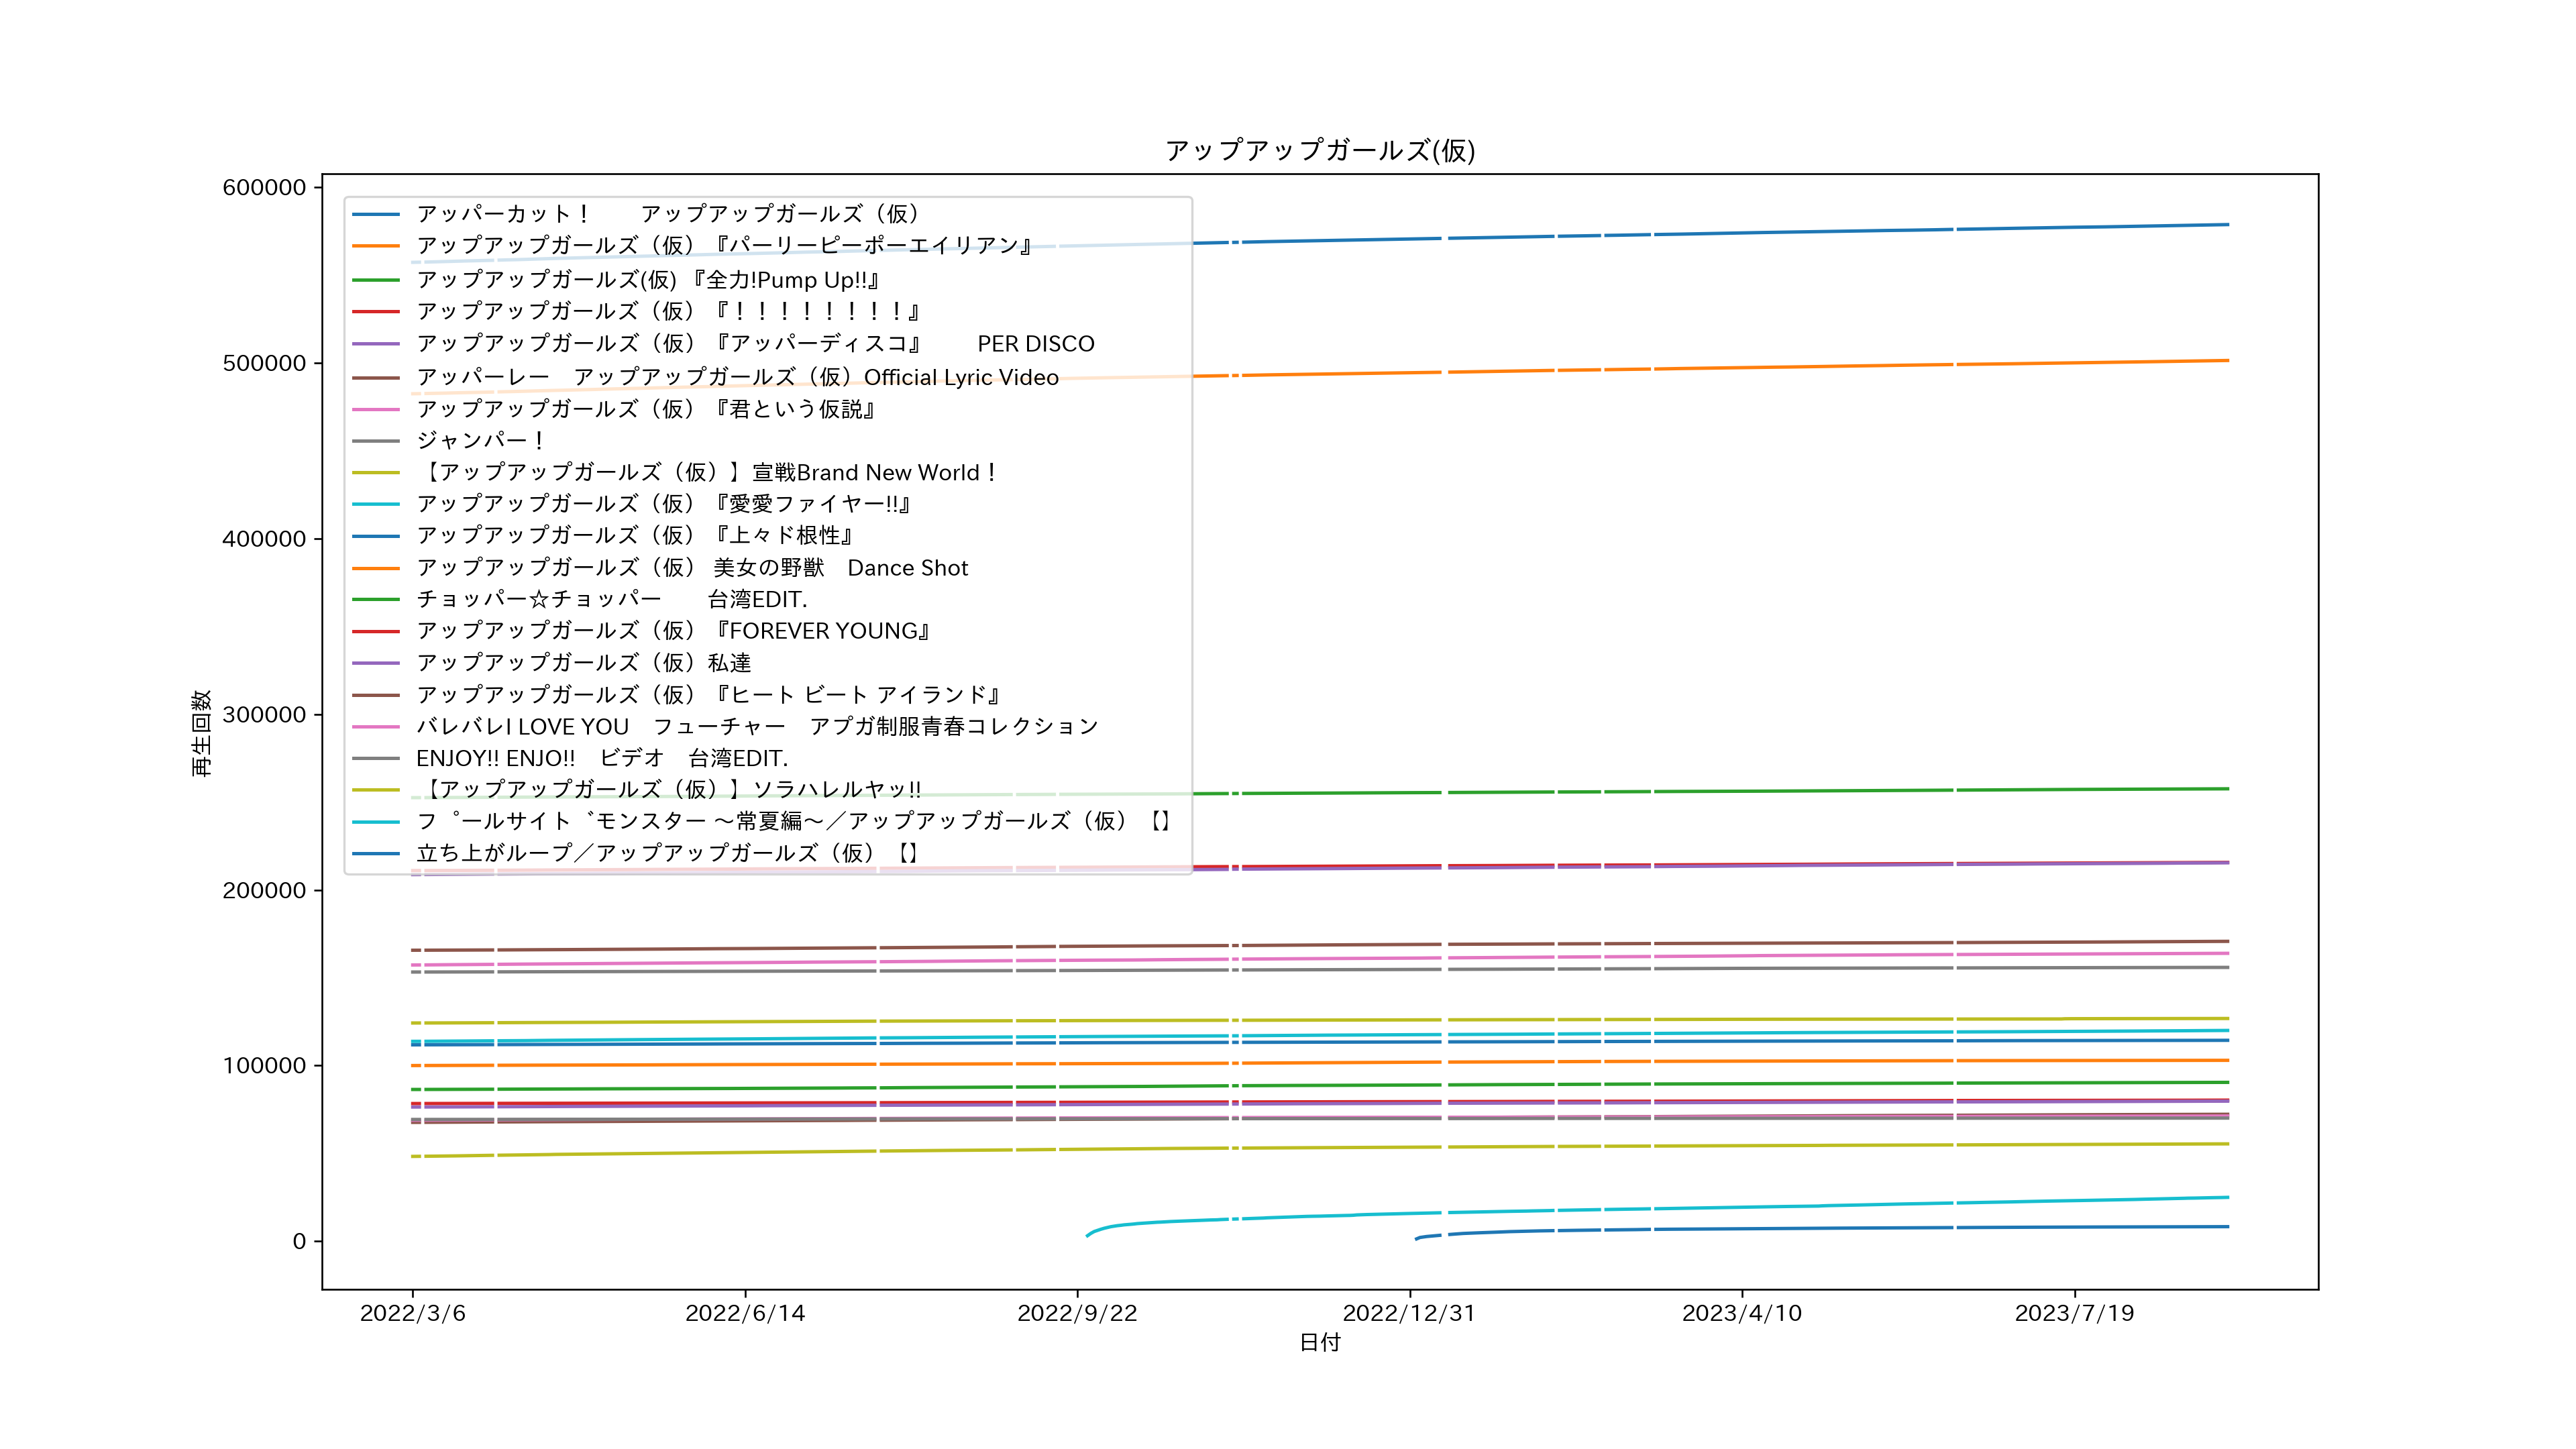 アップアップガールズ(仮)
600000
500000
400000
300000
200000
100000
0
再生回数
アッパーカット！　　アップアップガールズ（仮）
アップアップガールズ（仮）『パーリーピーポーエイリアン』
アップアップガールズ(仮) 『全力!Pump Up!!』
アップアップガールズ（仮）『！！！！！！！！』
アップアップガールズ（仮）『アッパーディスコ』　　PER DISCO
アッパーレー　アップアップガールズ（仮）Official Lyric Video
アップアップガールズ（仮）『君という仮説』
ジャンパー！
【アップアップガールズ（仮）】宣戦Brand New World！
アップアップガールズ（仮）『愛愛ファイヤー!!』
アップアップガールズ（仮）『上々ド根性』
アップアップガールズ（仮） 美女の野獣　Dance Shot
チョッパー☆チョッパー　　台湾EDIT.
アップアップガールズ（仮）『FOREVER YOUNG』
アップアップガールズ（仮）私達
アップアップガールズ（仮）『ヒート ビート アイランド』
バレバレI LOVE YOU　フューチャー　アプガ制服青春コレクション
ENJOY!! ENJO!!　ビデオ　台湾EDIT.
【アップアップガールズ（仮）】ソラハレルヤッ!!
フ゜ールサイト゛モンスター ～常夏編～／アップアップガールズ（仮）【】
立ち上がループ／アップアップガールズ（仮）【】
2022/3/6
2022/6/14
2022/9/22
2022/12/31
2023/4/10
2023/7/19
日付